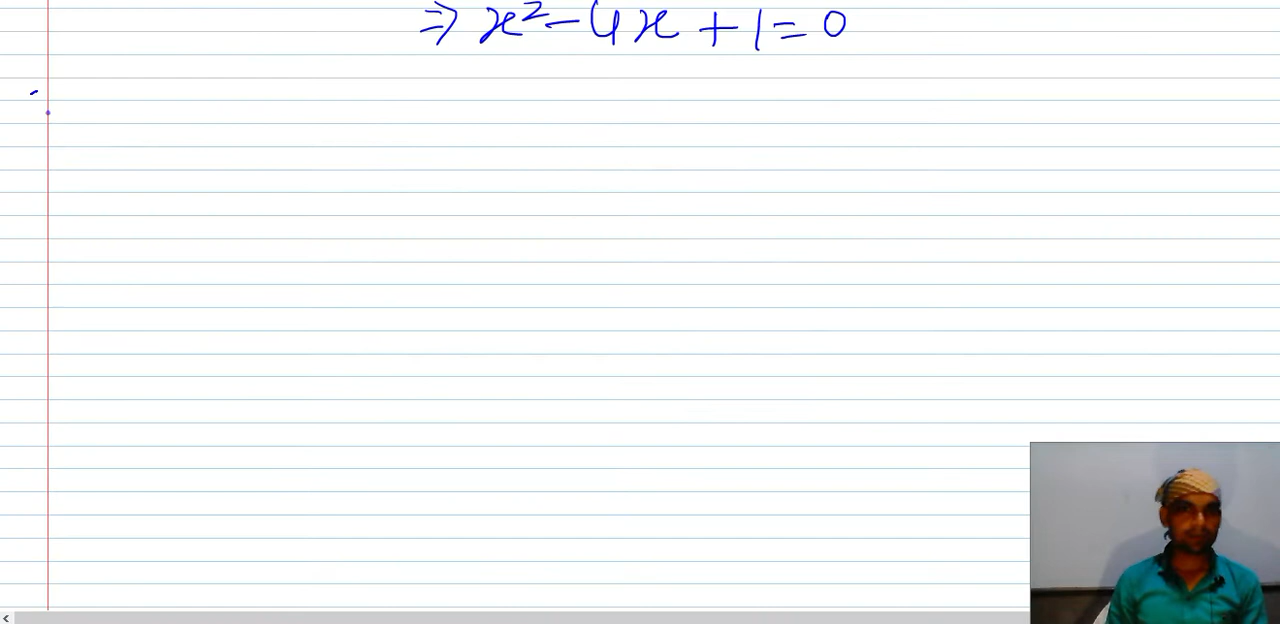 ⇒ x² - 4x + 1 = 0